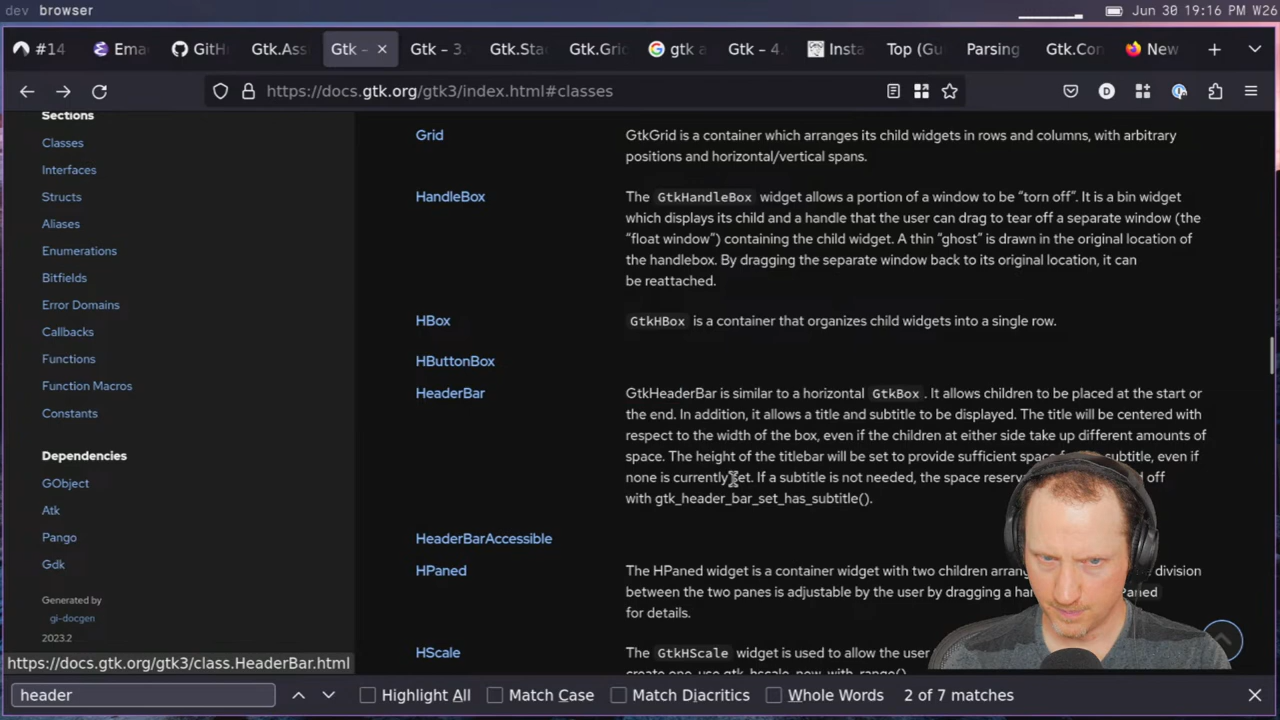 dev browser
Jun 30 19:16 PM W26
#14 Ema GitH Gtk.Ass Gtk – Gtk – 3. Gtk.Sta Gtk.Gri gtk a Gtk – 4. Insta Top (Gu Parsing Gtk.Con New
https://docs.gtk.org/gtk3/index.html#classes
Sections
Classes
Interfaces
Structs
Aliases
Enumerations
Bitfields
Error Domains
Callbacks
Functions
Function Macros
Constants
Dependencies
GObject
Atk
Pango
Gdk
Generated by
gi-docgen
2023.2
Grid GtkGrid is a container which arranges its child widgets in rows and columns, with arbitrary
positions and horizontal/vertical spans.
HandleBox The GtkHandleBox widget allows a portion of a window to be “torn off”. It is a bin widget
which displays its child and a handle that the user can drag to tear off a separate window (the
“float window”) containing the child widget. A thin “ghost” is drawn in the original location of
the handlebox. By dragging the separate window back to its original location, it can
be reattached.
HBox GtkHBox is a container that organizes child widgets into a single row.
HButtonBox
HeaderBar GtkHeaderBar is similar to a horizontal GtkBox. It allows children to be placed at the start or
the end. In addition, it allows a title and subtitle to be displayed. The title will be centered with
respect to the width of the box, even if the children at either side take up different amounts of
space. The height of the titlebar will be set to provide sufficient space subtitle, even if
none is currently set. If a subtitle is not needed, the space reser off
with gtk_header_bar_set_has_subtitle().
HeaderBarAccessible
HPaned The HPaned widget is a container widget with two children arran division
between the two panes is adjustable by the user by dragging a ha Paned
for details.
HScale The GtkHScale widget is used to allow the user
create one, use gtk_hscale_new_with_range()
https://docs.gtk.org/gtk3/class.HeaderBar.html
header Highlight All Match Case Match Diacritics Whole Words 2 of 7 matches